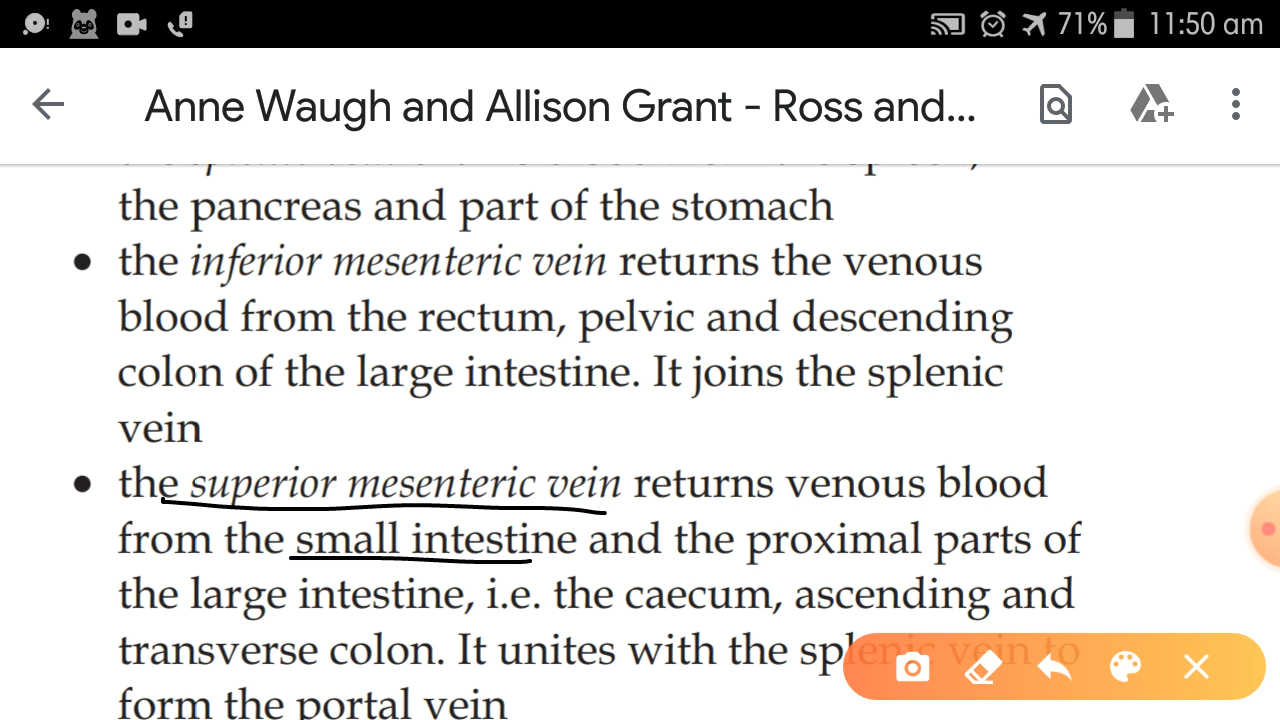 71% 11:50 am
Anne Waugh and Allison Grant - Ross and...
the pancreas and part of the stomach
• the inferior mesenteric vein returns the venous
blood from the rectum, pelvic and descending
colon of the large intestine. It joins the splenic
vein
• the superior mesenteric vein returns venous blood
from the small intestine and the proximal parts of
the large intestine, i.e. the caecum, ascending and
transverse colon. It unites with the splenic vein to
form the portal vein